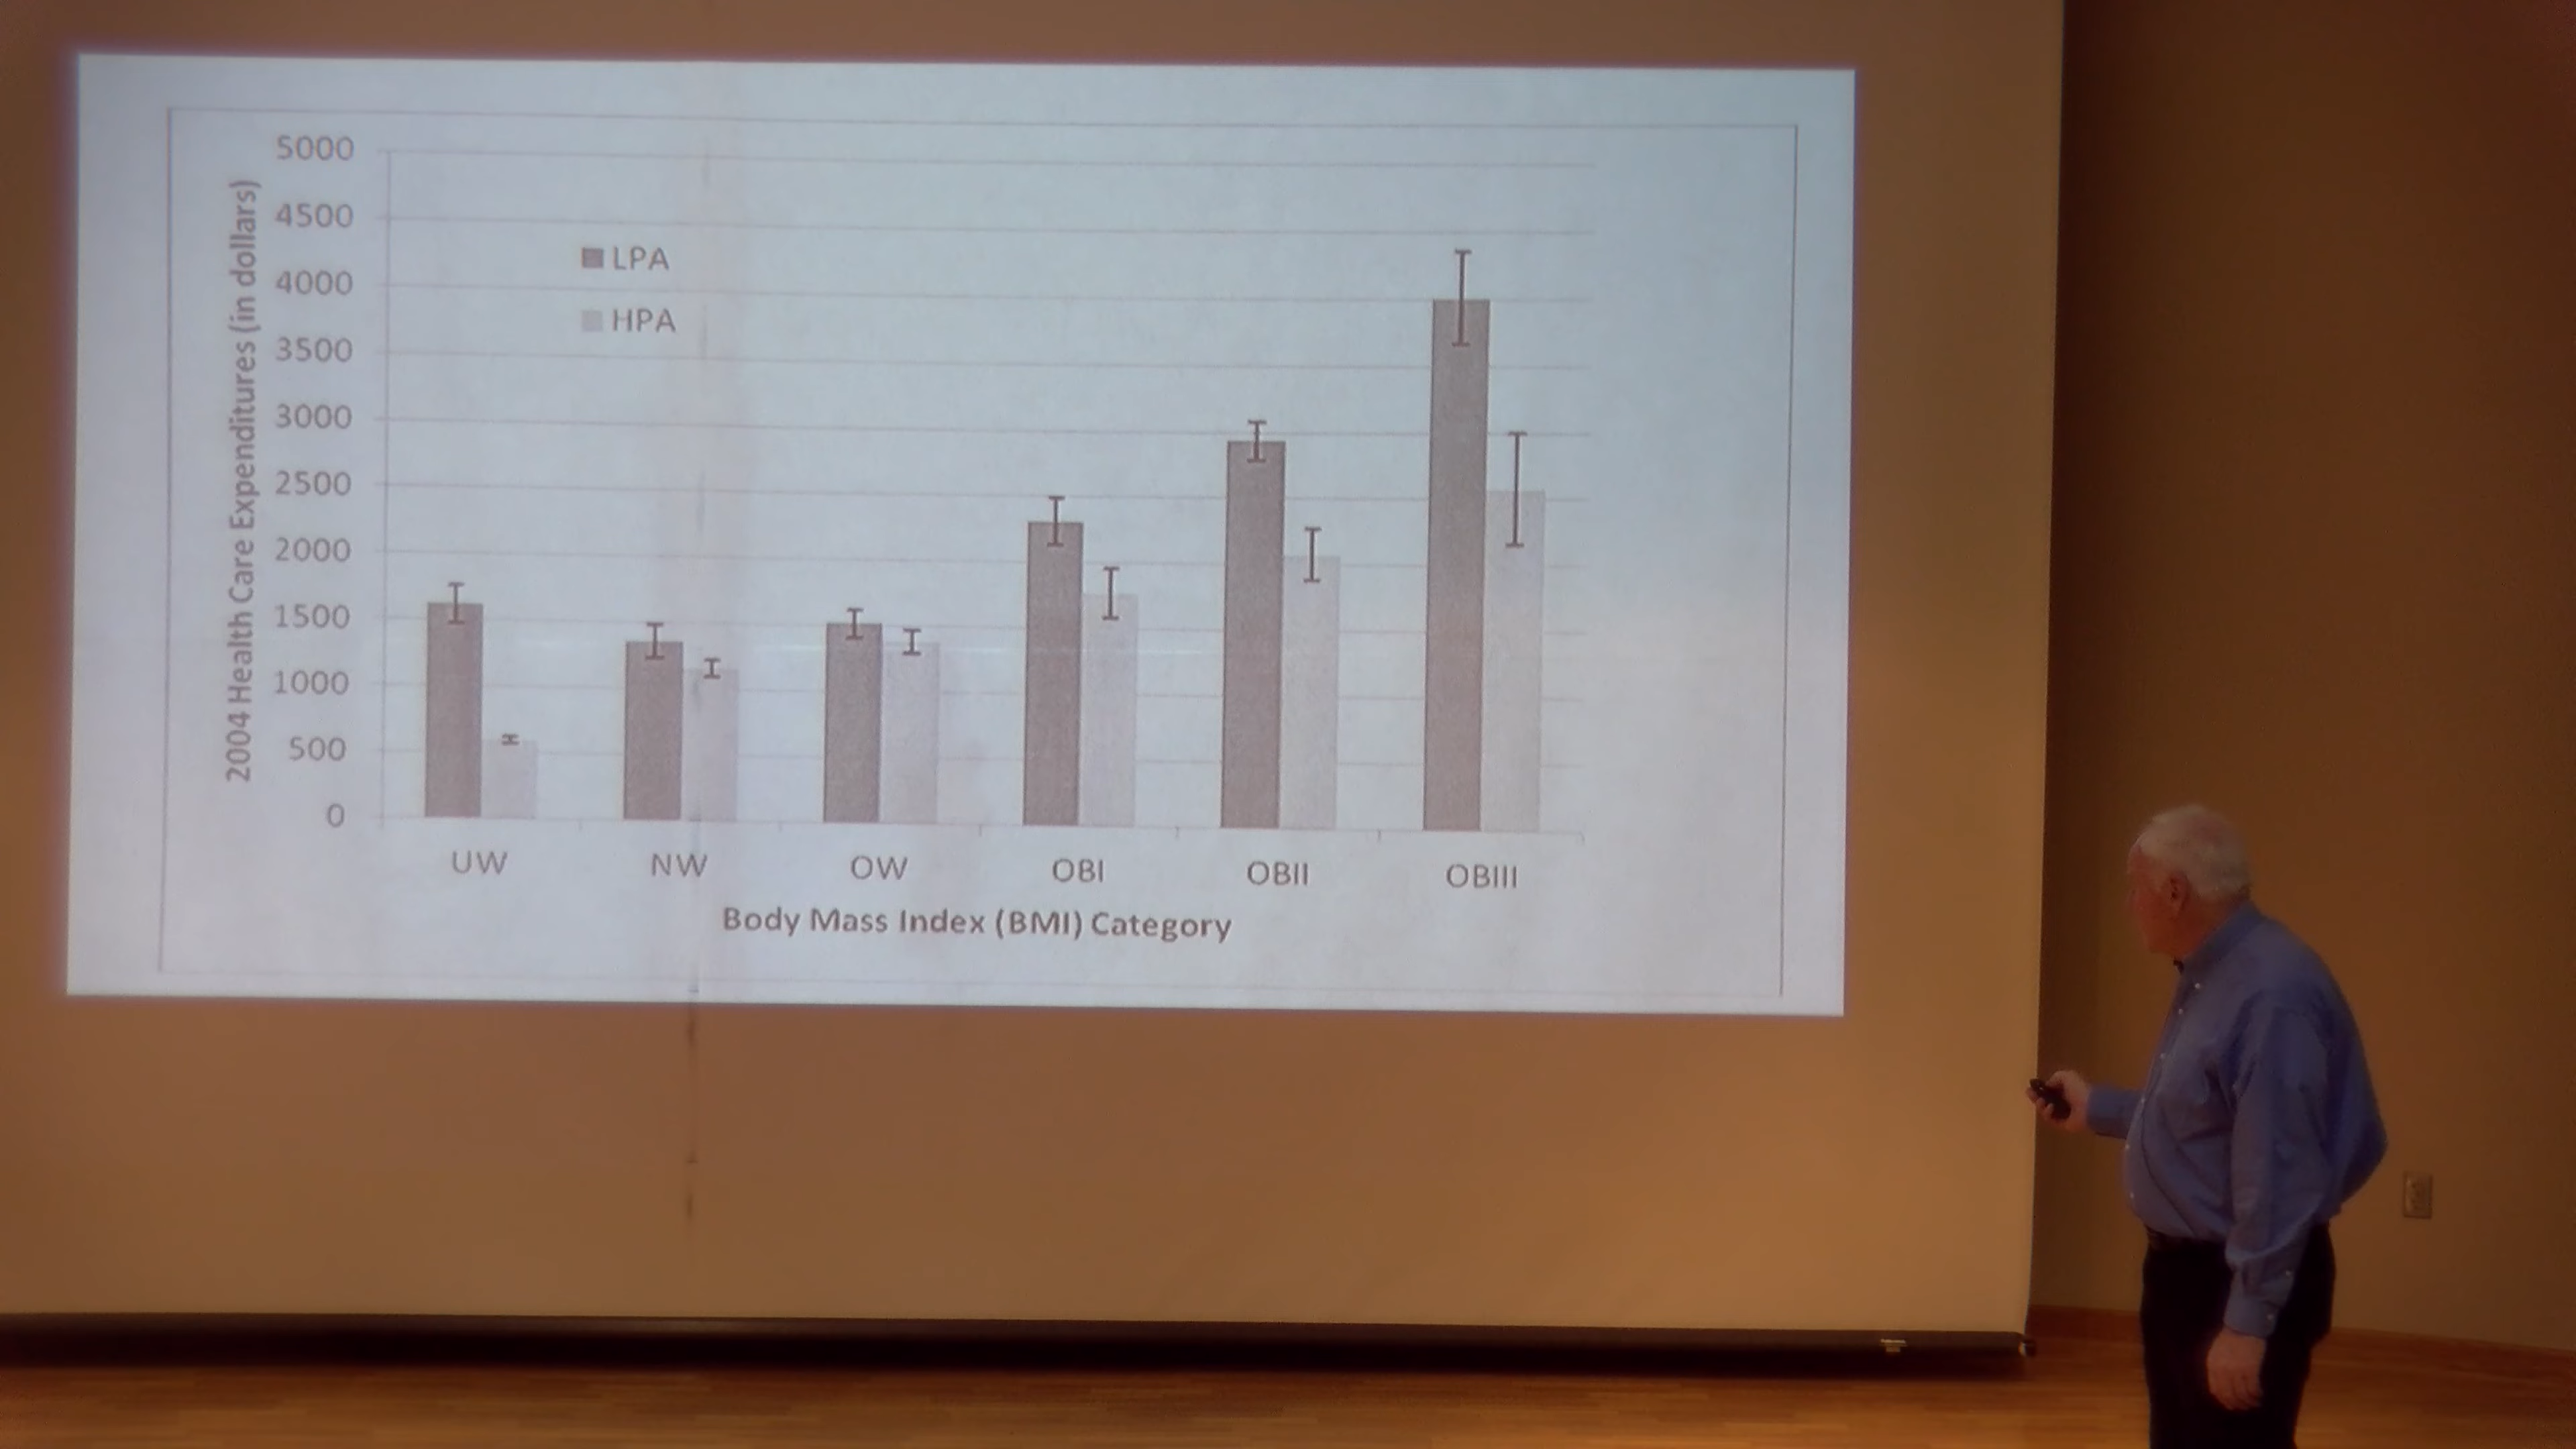 5000
4500
4000
3500
3000
2500
2000
1500
1000
500
0
2004 Health Care Expenditures (in dollars)
LPA
HPA
UW NW OW OBI OBII OBIII
Body Mass Index (BMI) Category